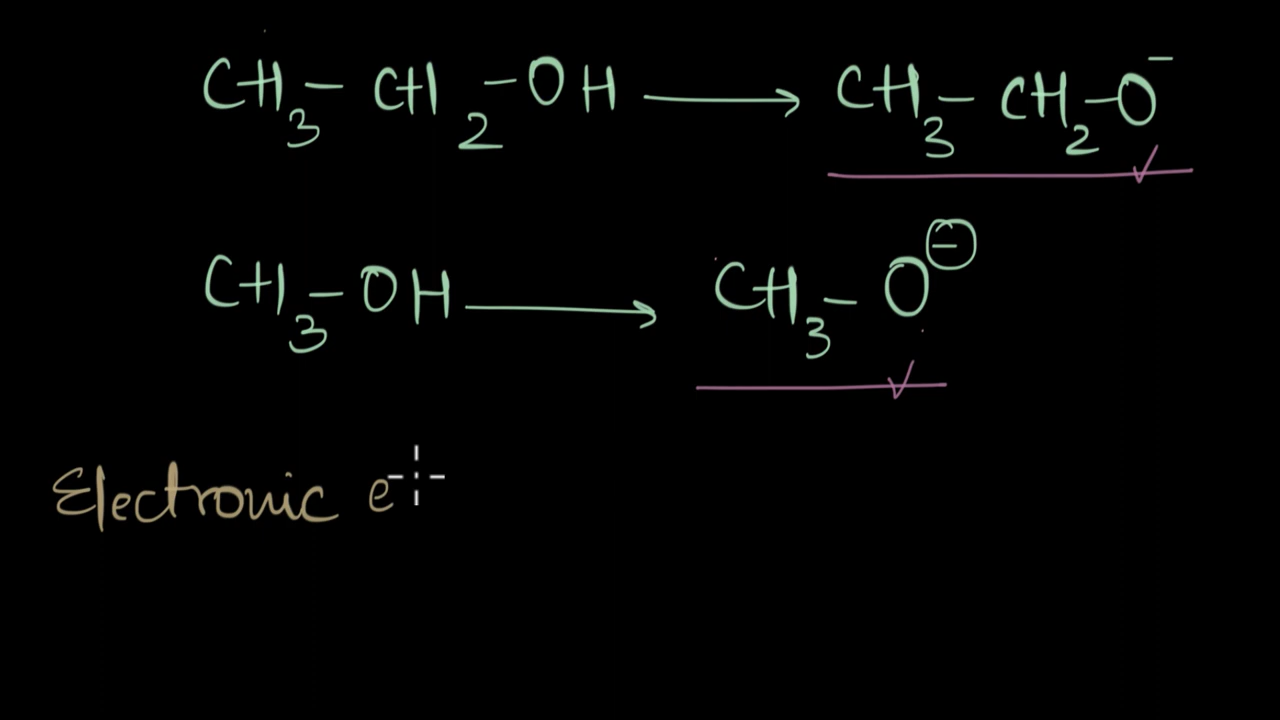 CH₃ – CH₂ – OH ⟶ CH₃ – CH₂ – O⁻
CH₃ – OH ⟶ CH₃ – O⊖
Electronic e